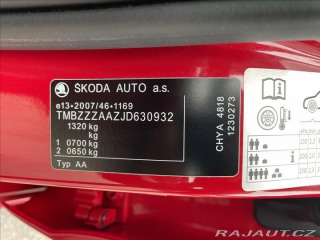 ŠKODA AUTO a.s.
e13*2007/46*1169
TMBZZZAAZJD630932
1320 kg
kg
1 0700 kg
2 0650 kg
Typ AA
CHYA 4818
1230273
RAJAUT.CZ